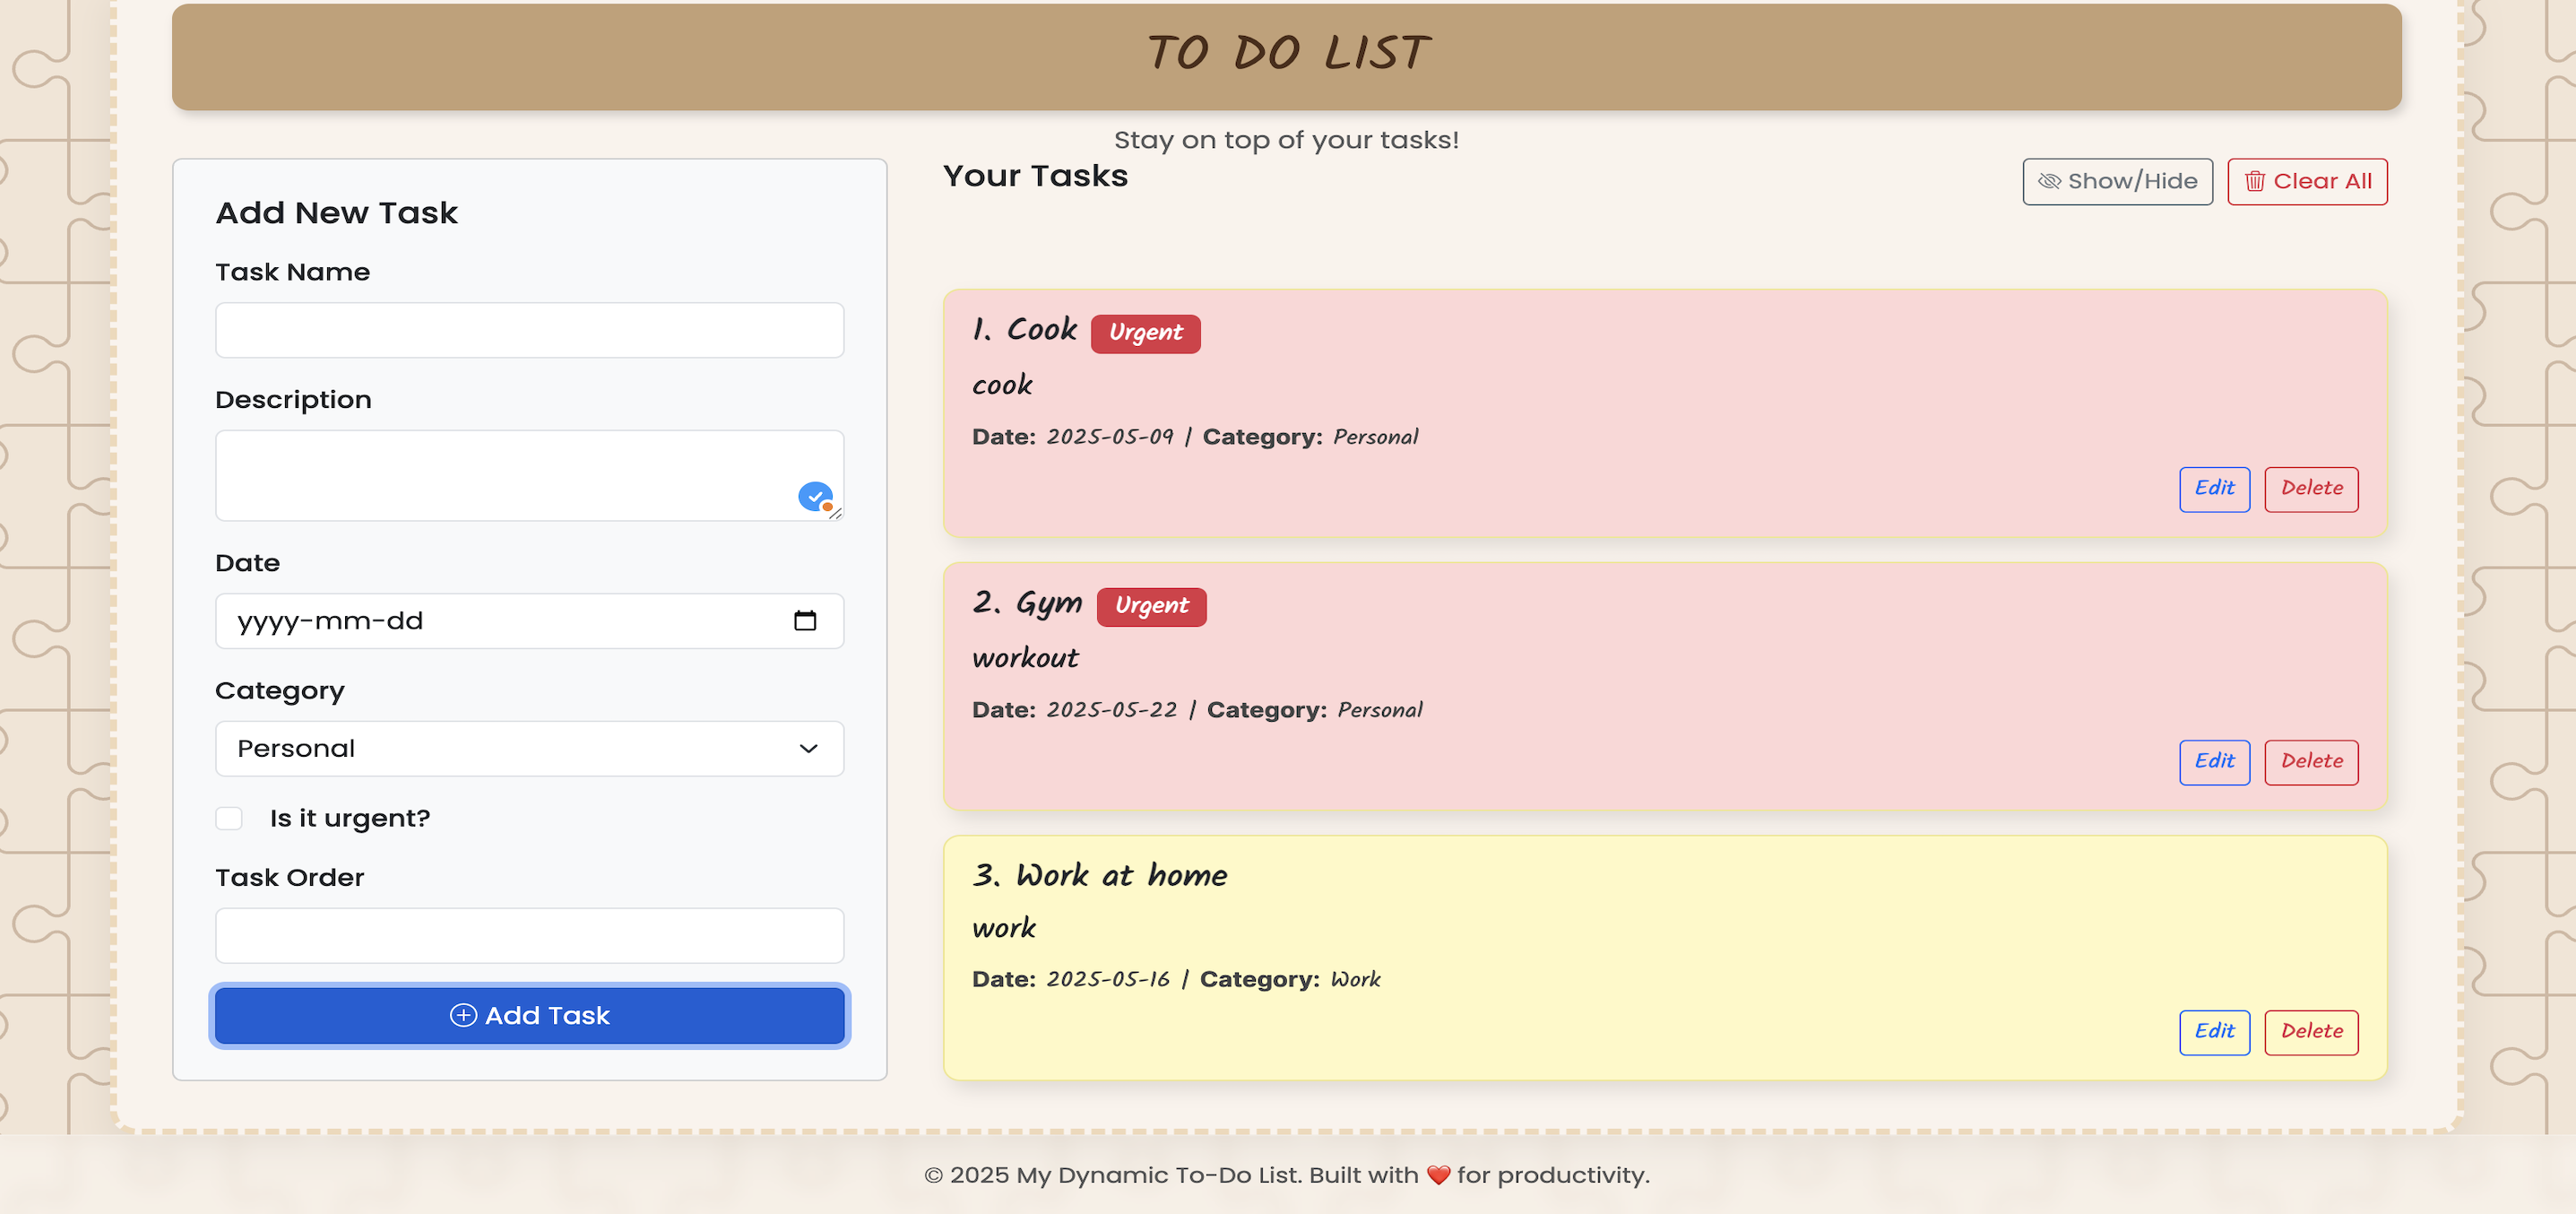 TO DO LIST
Stay on top of your tasks!
Add New Task
Task Name
Description
Date
yyyy-mm-dd
Category
Personal
Is it urgent?
Task Order
Add Task
Your Tasks
Show/Hide
Clear All
1. Cook Urgent
cook
Date: 2025-05-09 | Category: Personal
Edit Delete
2. Gym Urgent
workout
Date: 2025-05-22 | Category: Personal
Edit Delete
3. Work at home
work
Date: 2025-05-16 | Category: Work
Edit Delete
© 2025 My Dynamic To-Do List. Built with ❤️ for productivity.